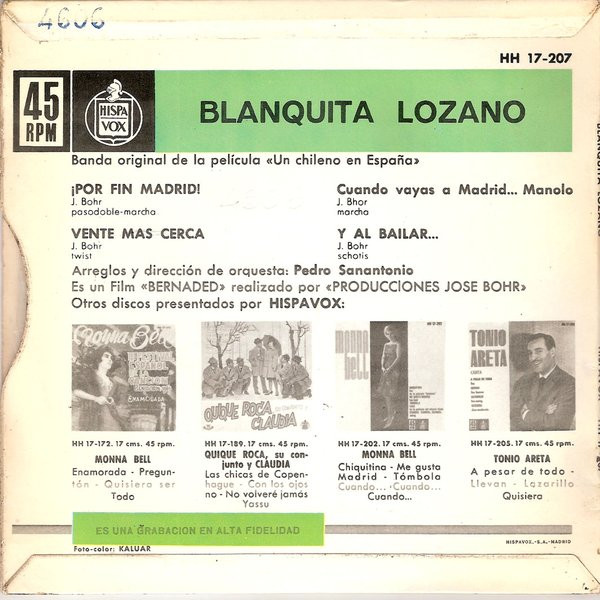 4606
HH 17-207
45
RPM
HISPA
VOX
BLANQUITA LOZANO
Banda original de la película «Un chileno en España»
¡POR FIN MADRID!
J. Bohr
pasodoble-marcha
Cuando vayas a Madrid... Manolo
J. Bhor
marcha
VENTE MAS CERCA
J. Bohr
twist
Y AL BAILAR...
J. Bohr
schotis
Arreglos y dirección de orquesta: Pedro Sanantonio
Es un Film «BERNADED» realizado por «PRODUCCIONES JOSE BOHR»
Otros discos presentados por HISPAVOX:
Monna Bell
ENAMORADA
QUIQUE ROCA
CLAUDIA
MONNA
BELL
TONIO
ARETA
HH 17-172. 17 cms. 45 rpm.
MONNA BELL
Enamorada - Pregun-
tón - Quisiera ser
Todo
HH 17-189. 17 cms. 45 rpm.
QUIQUE ROCA, su con-
junto y CLAUDIA
Las chicas de Copen-
hague - Con los ojos
no - No volveré jamás
Yassu
HH 17-202. 17 cms. 45 rpm.
MONNA BELL
Chiquitina - Me gusta
Madrid - Tómbola
Cuando... Cuando...
Cuando...
HH 17-205. 17 cms. 45 rpm.
TONIO ARETA
A pesar de todo -
Llevan - Lazarillo
Quisiera
ES UNA GRABACION EN ALTA FIDELIDAD
Foto-color: KALUAR
HISPAVOX,-S.A.-MADRID
BLANQUITA LOZANO